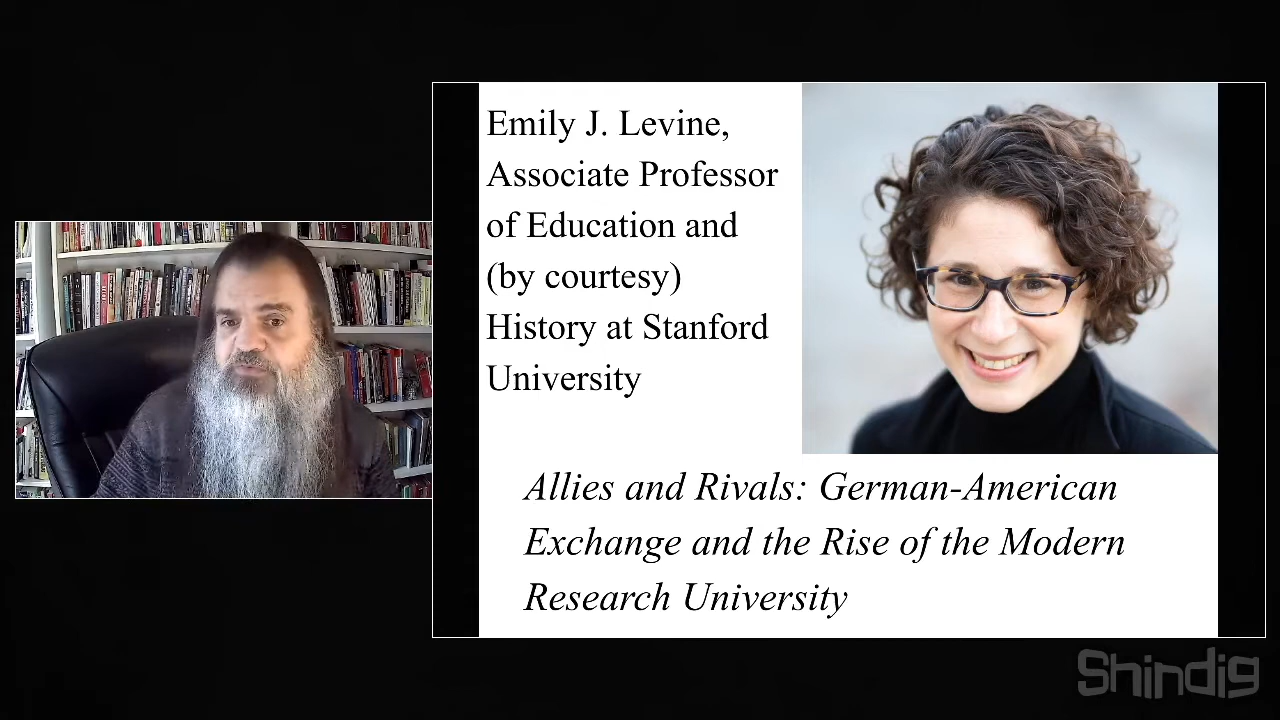 Emily J. Levine,
Associate Professor
of Education and
(by courtesy)
History at Stanford
University
Allies and Rivals: German-American
Exchange and the Rise of the Modern
Research University
Shindig